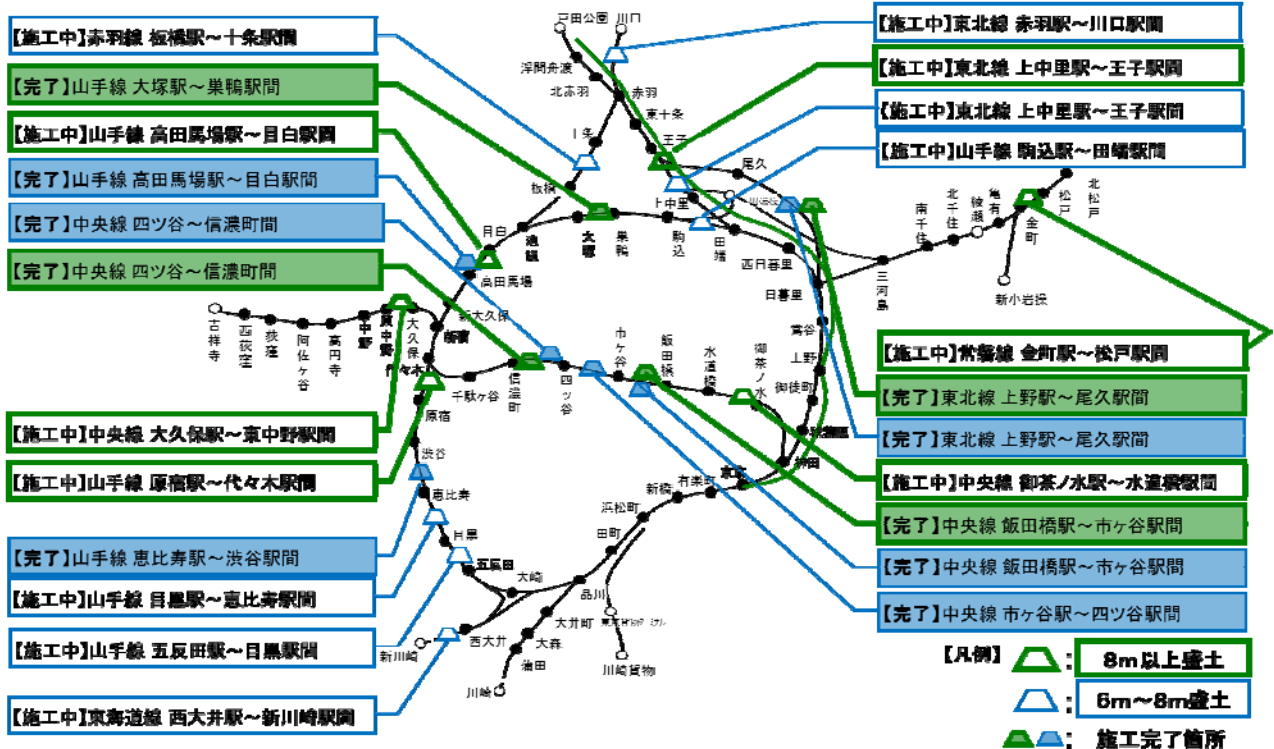 【施工中】赤羽線 板橋駅～十条駅間
【完了】山手線 大塚駅～巣鴨駅間
【施工中】山手線 高田馬場駅～目白駅間
【完了】山手線 高田馬場駅～目白駅間
【完了】中央線 四ツ谷～信濃町間
【完了】中央線 四ツ谷～信濃町間
【施工中】中央線 大久保駅～東中野駅間
【施工中】山手線 原宿駅～代々木駅間
【完了】山手線 恵比寿駅～渋谷駅間
【施工中】山手線 目黒駅～恵比寿駅間
【施工中】山手線 五反田駅～目黒駅間
【施工中】東海道線 西大井駅～新川崎駅間
戸田公園
川口
浮間舟渡
北赤羽
赤羽
東十条
十条
王子
板橋
尾久
上中里
目白
池袋
大塚
巣鴨
駒込
田端
西日暮里
日暮里
三河島
南千住
北千住
綾瀬
亀有
金町
松戸
北松戸
新小岩操
高田馬場
新大久保
新宿
大久保
東中野
中野
高円寺
阿佐ヶ谷
荻窪
西荻窪
吉祥寺
代々木
千駄ヶ谷
信濃町
四ツ谷
市ヶ谷
飯田橋
水道橋
御茶ノ水
鶯谷
上野
御徒町
秋葉原
神田
東京
有楽町
新橋
浜松町
田町
品川
原宿
渋谷
恵比寿
目黒
五反田
大崎
西大井
新川崎
大井町
大森
蒲田
川崎
川崎貨物
【施工中】東北線 赤羽駅～川口駅間
【施工中】東北線 上中里駅～王子駅間
【施工中】東北線 上中里駅～王子駅間
【施工中】山手線 駒込駅～田端駅間
【施工中】常磐線 金町駅～松戸駅間
【完了】東北線 上野駅～尾久駅間
【完了】東北線 上野駅～尾久駅間
【施工中】中央線 御茶ノ水駅～水道橋駅間
【完了】中央線 飯田橋駅～市ヶ谷駅間
【完了】中央線 飯田橋駅～市ヶ谷駅間
【完了】中央線 市ヶ谷駅～四ツ谷駅間
【凡例】
：8m以上盛土
：6m～8m盛土
：施工完了箇所